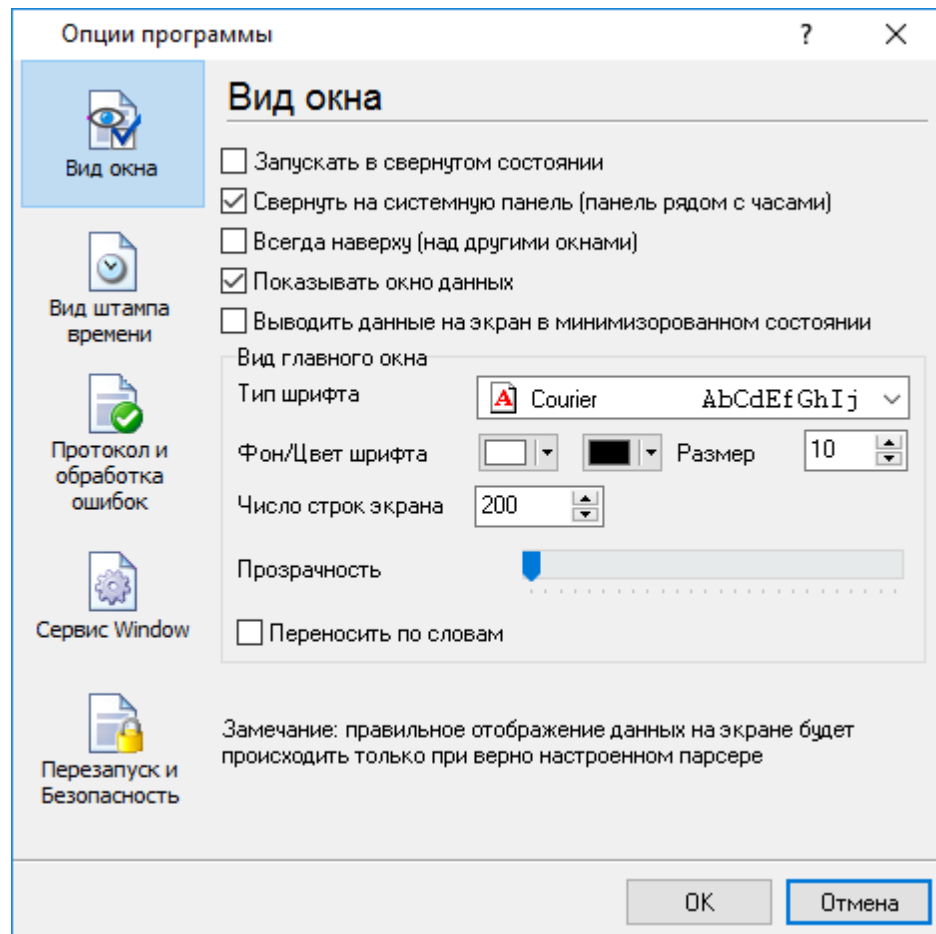 Опции программы
?
Вид окна
Вид окна
Запускать в свернутом состоянии
Свернуть на системную панель (панель рядом с часами)
Всегда наверху (над другими окнами)
Вид штампа
времени
Показывать окно данных
Выводить данные на экран в минимизорованном состоянии
Вид главного окна
Тип шрифта
Courier AbCdEfGhIj
Протокол и
обработка
ошибок
Фон/Цвет шрифта
Размер 10
Число строк экрана 200
Прозрачность
Сервис Window
Переносить по словам
Перезапуск и
Безопасность
Замечание: правильное отображение данных на экране будет
происходить только при верно настроенном парсере
OK
Отмена